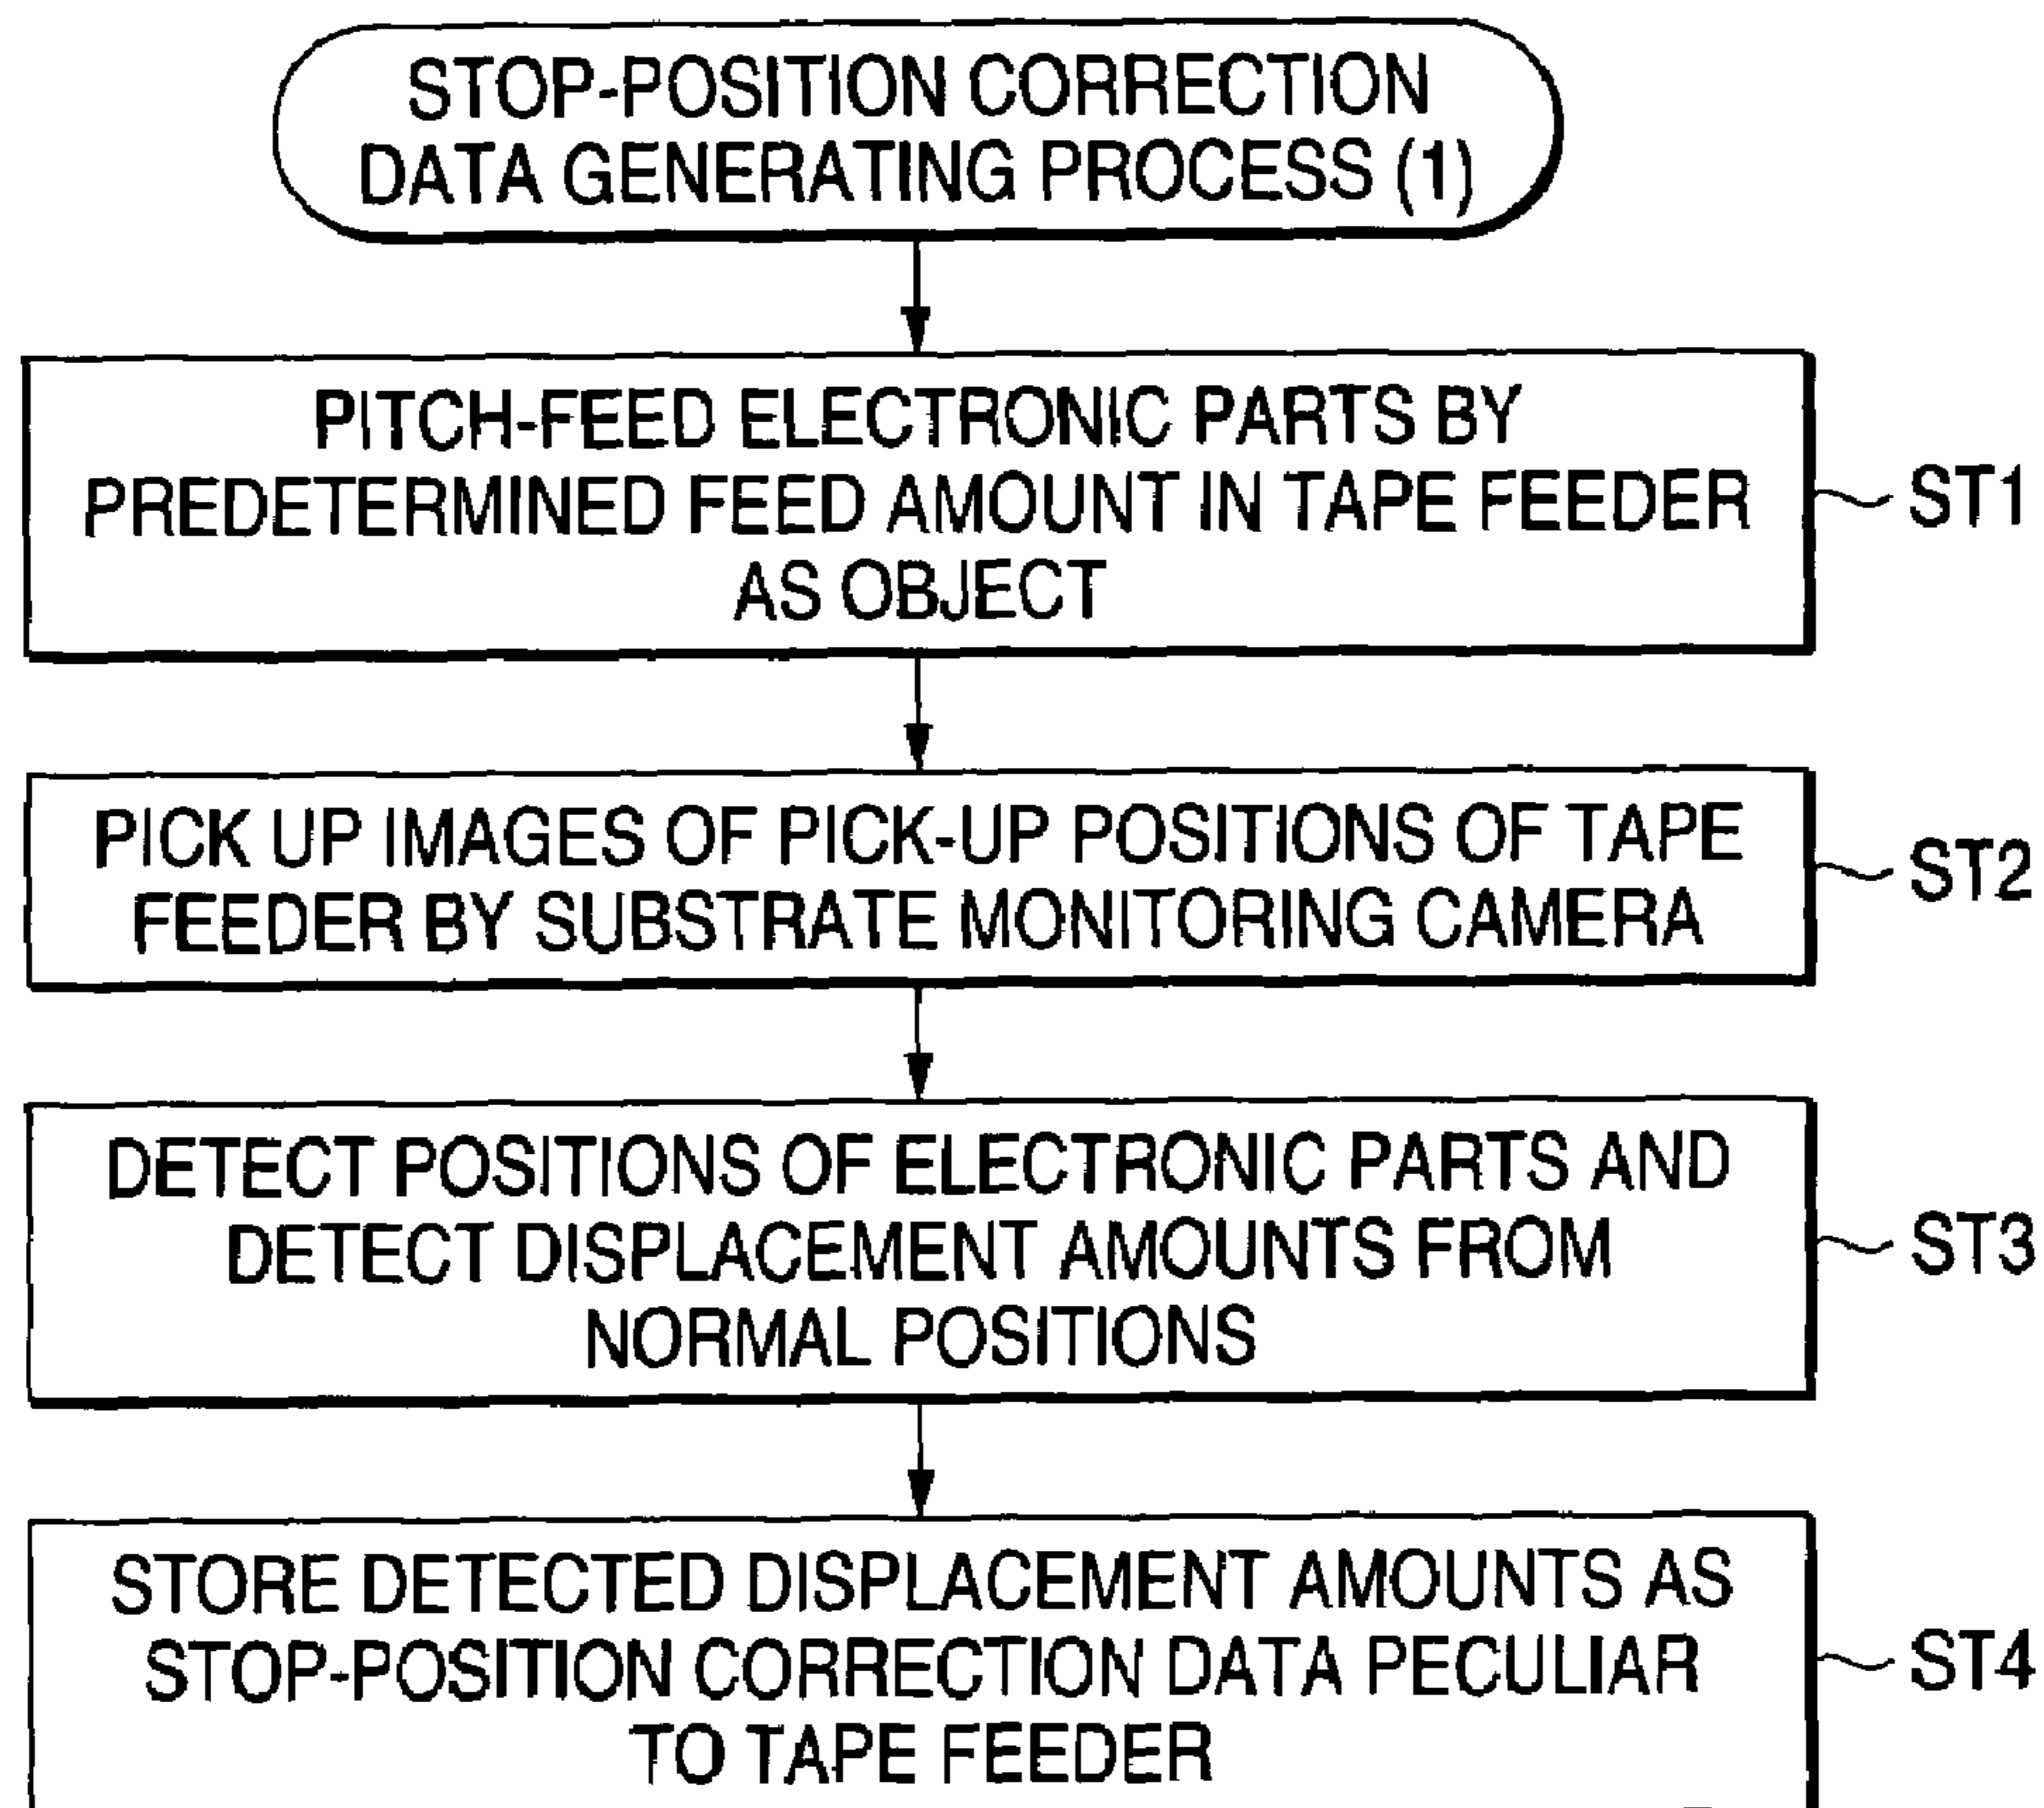 STOP-POSITION CORRECTION
DATA GENERATING PROCESS (1)
PITCH-FEED ELECTRONIC PARTS BY
PREDETERMINED FEED AMOUNT IN TAPE FEEDER
AS OBJECT
ST1
PICK UP IMAGES OF PICK-UP POSITIONS OF TAPE
FEEDER BY SUBSTRATE MONITORING CAMERA
ST2
DETECT POSITIONS OF ELECTRONIC PARTS AND
DETECT DISPLACEMENT AMOUNTS FROM
NORMAL POSITIONS
ST3
STORE DETECTED DISPLACEMENT AMOUNTS AS
STOP-POSITION CORRECTION DATA PECULIAR
TO TAPE FEEDER
ST4